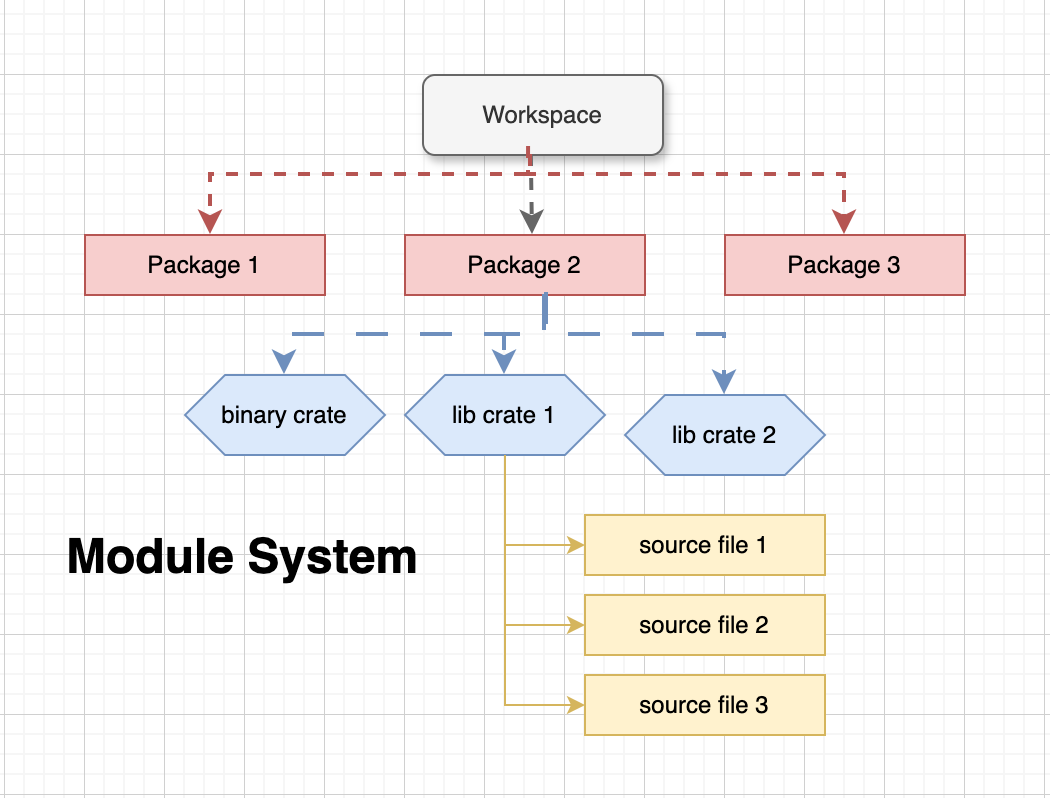 Workspace
Package 1
Package 2
Package 3
binary crate
lib crate 1
lib crate 2
Module System
source file 1
source file 2
source file 3